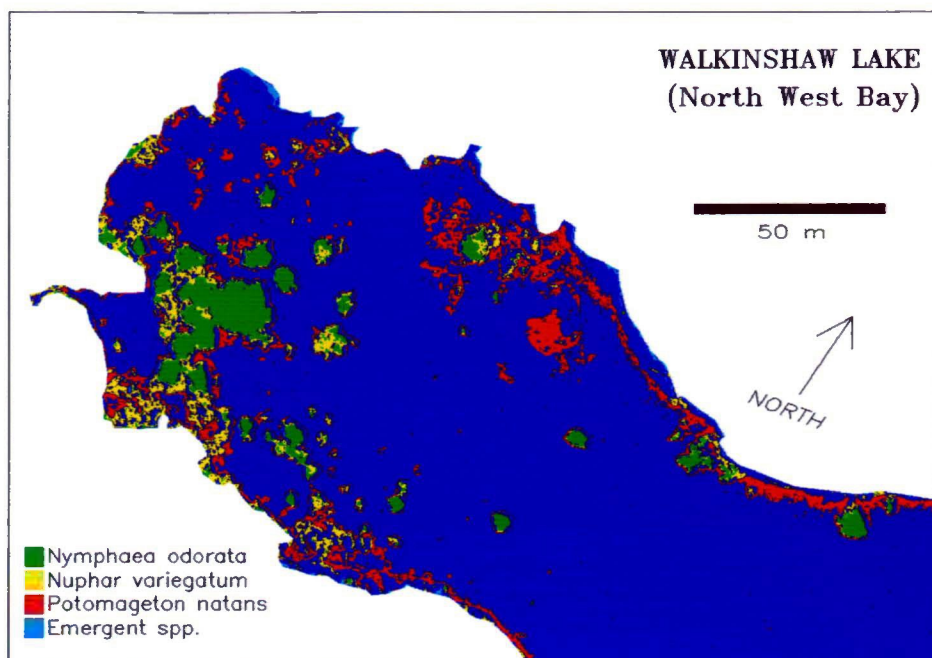 WALKINSHAW LAKE
(North West Bay)
50 m
NORTH
Nymphaea odorata
Nuphar variegatum
Potomageton natans
Emergent spp.